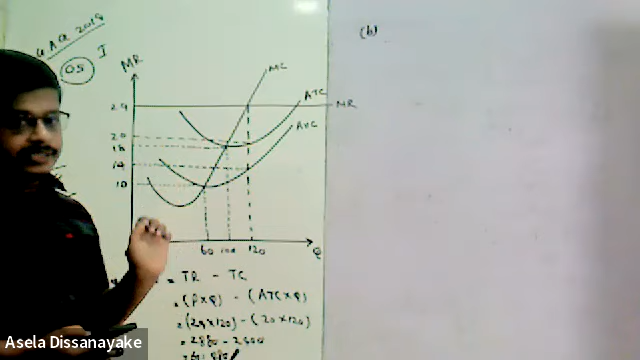 05
I
(b)
MR
MC
ATC
24
MR
AVC
20
18
14
10
60 100 120 Q
= TR - TC
= (P×Q) - (ATC×Q)
= (24×120) - (20×120)
= 2880 - 2400
Asela Dissanayake